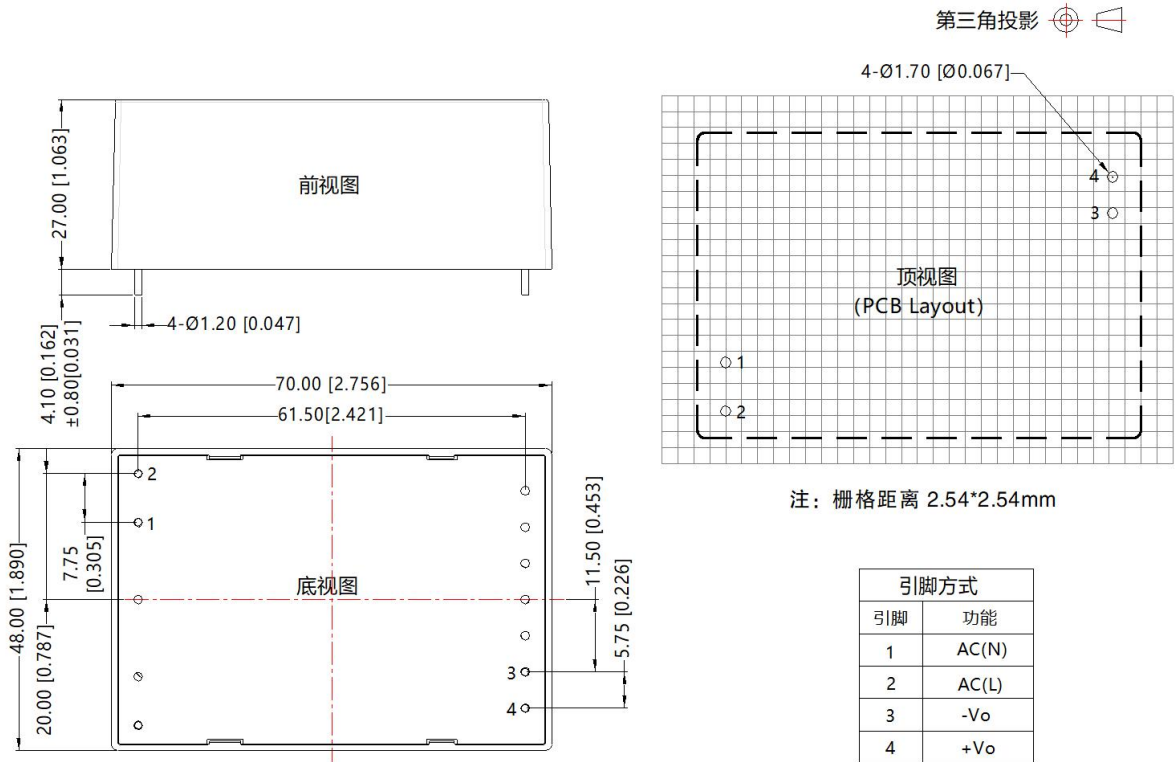 第三角投影
4-Ø1.70 [Ø0.067]
27.00 [1.063]
前视图
4-Ø1.20 [0.047]
4.10 [0.162]
±0.80[0.031]
4
3
顶视图
(PCB Layout)
1
2
注：栅格距离 2.54*2.54mm
70.00 [2.756]
61.50[2.421]
2
1
7.75
[0.305]
48.00 [1.890]
20.00 [0.787]
底视图
11.50 [0.453]
5.75 [0.226]
3
4
引脚方式
引脚 功能
1 AC(N)
2 AC(L)
3 -Vo
4 +Vo